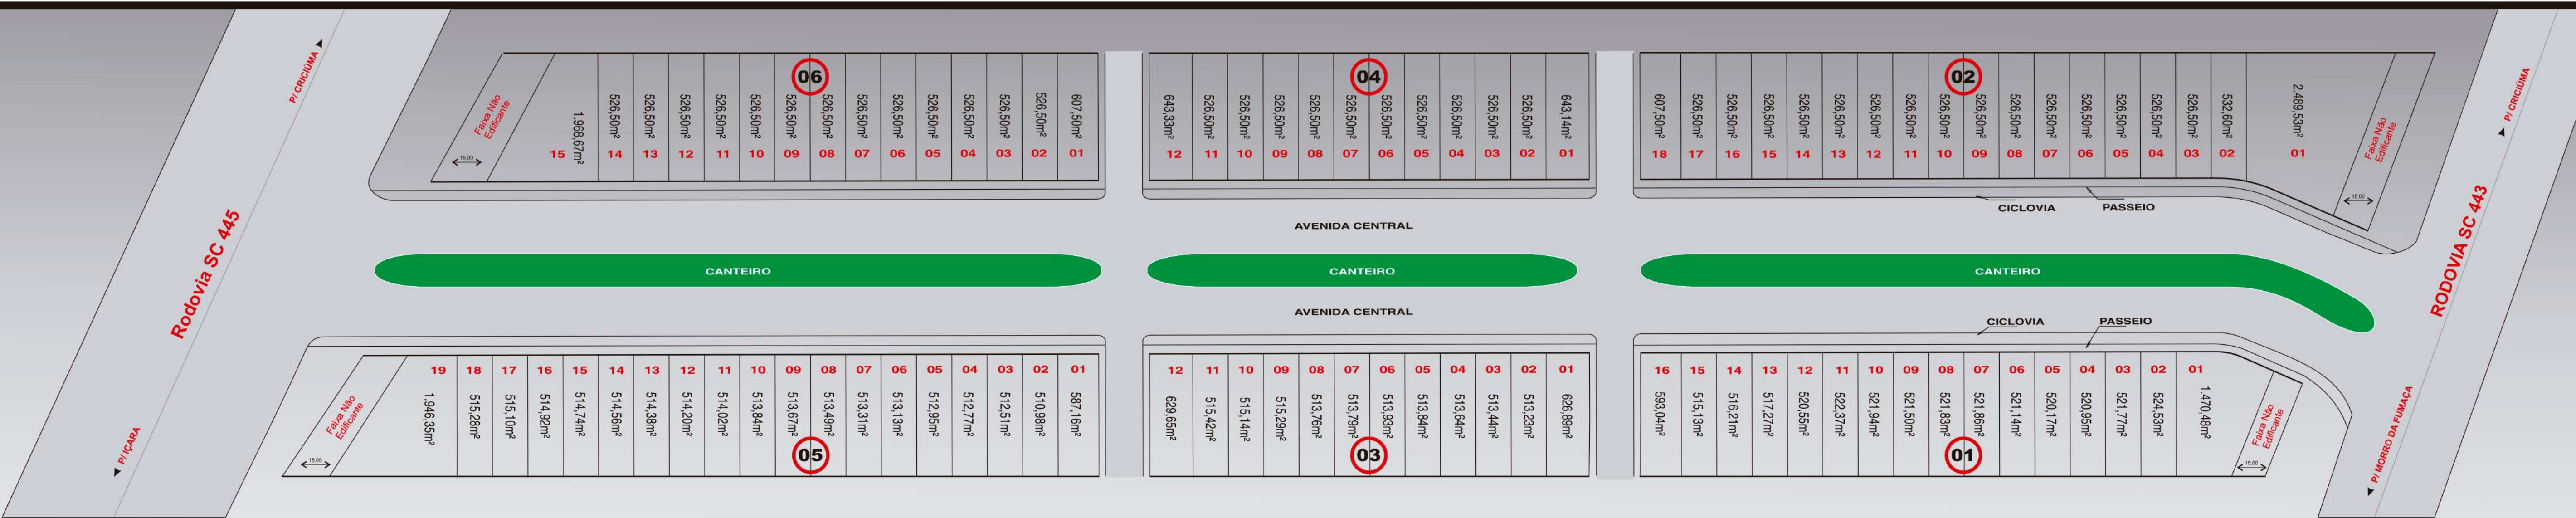 P/ CRICIÚMA
Rodovia SC 445
P/ IÇARA
06
Faixa Não
Edificante
15,00
1.968,67m² 526,50m² 526,50m² 526,50m² 526,50m² 526,50m² 526,50m² 526,50m² 526,50m² 526,50m² 526,50m² 526,50m² 526,50m² 526,50m² 607,50m²
15 14 13 12 11 10 09 08 07 06 05 04 03 02 01
04
643,33m² 526,50m² 526,50m² 526,50m² 526,50m² 526,50m² 526,50m² 526,50m² 526,50m² 526,50m² 526,50m² 643,14m²
12 11 10 09 08 07 06 05 04 03 02 01
02
607,50m² 526,50m² 526,50m² 526,50m² 526,50m² 526,50m² 526,50m² 526,50m² 526,50m² 526,50m² 526,50m² 526,50m² 526,50m² 526,50m² 526,50m² 526,50m² 532,60m² 2.489,53m²
18 17 16 15 14 13 12 11 10 09 08 07 06 05 04 03 02 01
Faixa Não
Edificante
15,00
P/ CRICIÚMA
RODOVIA SC 443
P/ MORRO DA FUMAÇA
CICLOVIA PASSEIO
AVENIDA CENTRAL
CANTEIRO CANTEIRO CANTEIRO
AVENIDA CENTRAL
CICLOVIA PASSEIO
Faixa Não
Edificante
15,00
19 18 17 16 15 14 13 12 11 10 09 08 07 06 05 04 03 02 01
1.946,35m² 515,28m² 515,10m² 514,92m² 514,74m² 514,56m² 514,38m² 514,20m² 514,02m² 513,84m² 513,67m² 513,49m² 513,31m² 513,13m² 512,95m² 512,77m² 512,51m² 510,98m² 587,16m²
05
12 11 10 09 08 07 06 05 04 03 02 01
629,65m² 515,42m² 515,14m² 515,29m² 513,76m² 513,79m² 513,93m² 513,84m² 513,64m² 513,44m² 513,23m² 626,89m²
03
16 15 14 13 12 11 10 09 08 07 06 05 04 03 02 01
593,04m² 515,13m² 516,21m² 517,27m² 520,55m² 522,37m² 521,94m² 521,50m² 521,83m² 521,86m² 521,14m² 520,17m² 520,95m² 521,77m² 524,53m² 1.470,48m²
01
Faixa Não
Edificante
15,00